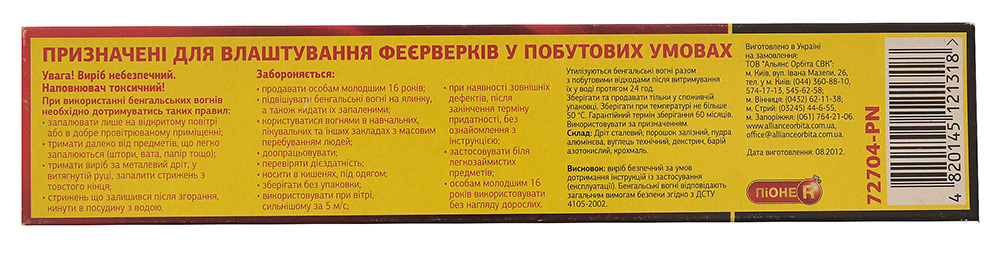 ПРИЗНАЧЕНІ ДЛЯ ВЛАШТУВАННЯ ФЕЄРВЕРКІВ У ПОБУТОВИХ УМОВАХ
Увага! Виріб небезпечний.
Наповнювач токсичний!
При використанні бенгальських вогнів
необхідно дотримуватись таких правил:
• запалювати лише на відкритому повітрі
або в добре провітрюваному приміщенні;
• тримати далеко від предметів, що легко
запалюються (штори, вата, папір тощо);
• тримати виріб за металевий дріт, у
витягнутій руці, запалити стрижень з
товстого кінця;
• стрижень що залишився після згорання,
кинути в посудину з водою.
Забороняється:
• продавати особам молодшим 16 років;
• підвішувати бенгальські вогні на ялинку,
а також кидати їх запаленими;
• користуватися вогнями в навчальних,
лікувальних та інших закладах з масовим
перебуванням людей;
• доопрацьовувати;
• перевіряти дієздатність;
• носити в кишенях, під одягом;
• зберігати без упаковки;
• використовувати при вітрі,
сильнішому за 5 м/с;
• при наявності зовнішніх
дефектів, після
закінчення терміну
придатності, без
ознайомлення з
інструкцією;
• застосовувати біля
легкозаймистих
предметів;
• особам молодшим 16
років використовувати
без нагляду дорослих.
Утилізуються бенгальські вогні разом
з побутовими відходами після витримування
їх у воді протягом 24 год.
Зберігати та продавати тільки у споживчій
упаковці. Зберігати при температурі не більше
50 °С. Гарантійний термін зберігання 60 місяців.
Використовувати за призначенням.
Склад: Дріт сталевий, порошок залізний, пудра
алюмінєва, вуглець технічний, декстрин, барій
азотокислий, крохмаль.
Висновок: виріб безпечний за умов
дотримання інструкцій із застосування
(експлуатації). Бенгальські вогні відповідають
загальним вимогам безпеки згідно з ДСТУ
4105-2002.
Виготовлено в Україні
на замовлення:
ТОВ "Альянс Орбіта СВК":
м. Київ, вул. Івана Мазепи, 26,
тел. у м. Київ: (044) 360-88-10,
574-17-13, 545-62-58;
м. Вінниця: (0432) 62-11-38;
м. Стрий: (03245) 44-6-55,
м. Запоріжжя: (061) 764-21-06.
www.allianceorbita.com.ua,
office@allianceorbita.com.ua
Дата виготовлення: 08.2012.
ПІОНЕR
72704-PN
4 820145 121318 >